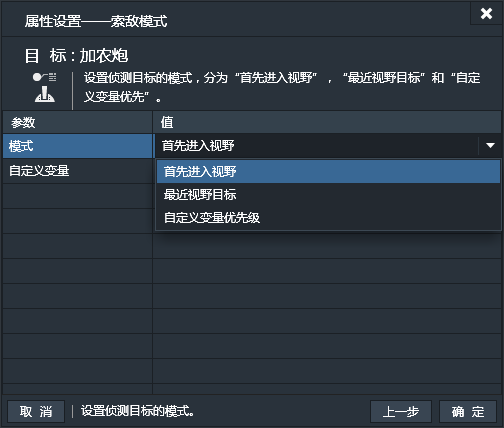 属性设置——索敌模式
目 标 : 加农炮
设置侦测目标的模式，分为“首先进入视野”，“最近视野目标”和“自定
义变量优先”。
参数 值
模式 首先进入视野
自定义变量 首先进入视野
最近视野目标
自定义变量优先级
取 消 设置侦测目标的模式。 上一步 确 定